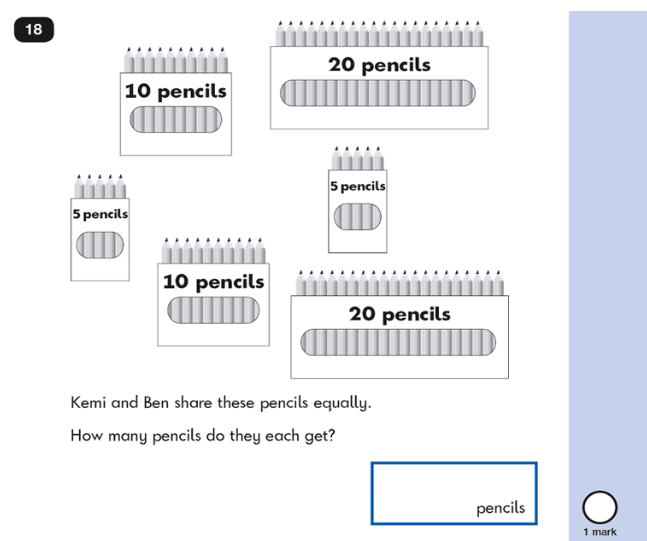 18
10 pencils
20 pencils
5 pencils
5 pencils
10 pencils
20 pencils
Kemi and Ben share these pencils equally.
How many pencils do they each get?
pencils
1 mark